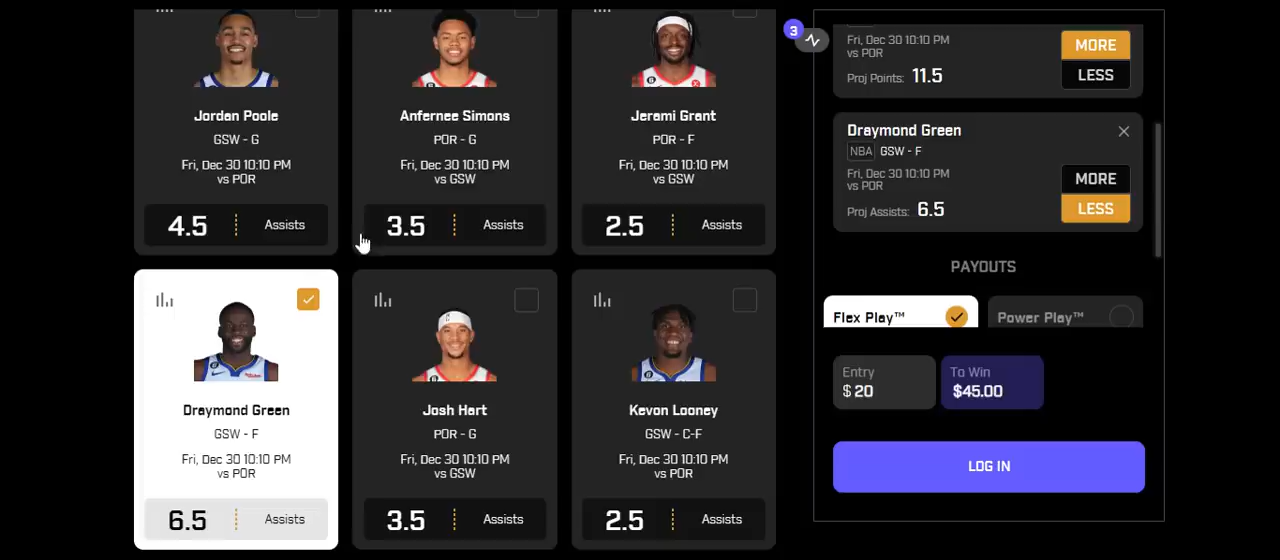 Jordan Poole
GSW - G
Fri, Dec 30 10:10 PM
vs POR
4.5 Assists
Anfernee Simons
POR - G
Fri, Dec 30 10:10 PM
vs GSW
3.5 Assists
Jerami Grant
POR - F
Fri, Dec 30 10:10 PM
vs GSW
2.5 Assists
Draymond Green
GSW - F
Fri, Dec 30 10:10 PM
vs POR
6.5 Assists
Josh Hart
POR - G
Fri, Dec 30 10:10 PM
vs GSW
3.5 Assists
Kevon Looney
GSW - C-F
Fri, Dec 30 10:10 PM
vs POR
2.5 Assists
3
Fri, Dec 30 10:10 PM
vs POR
Proj Points: 11.5
MORE
LESS
Draymond Green
NBA GSW - F
Fri, Dec 30 10:10 PM
vs POR
Proj Assists: 6.5
MORE
LESS
PAYOUTS
Flex Play™
Power Play™
Entry
$ 20
To Win
$45.00
LOG IN